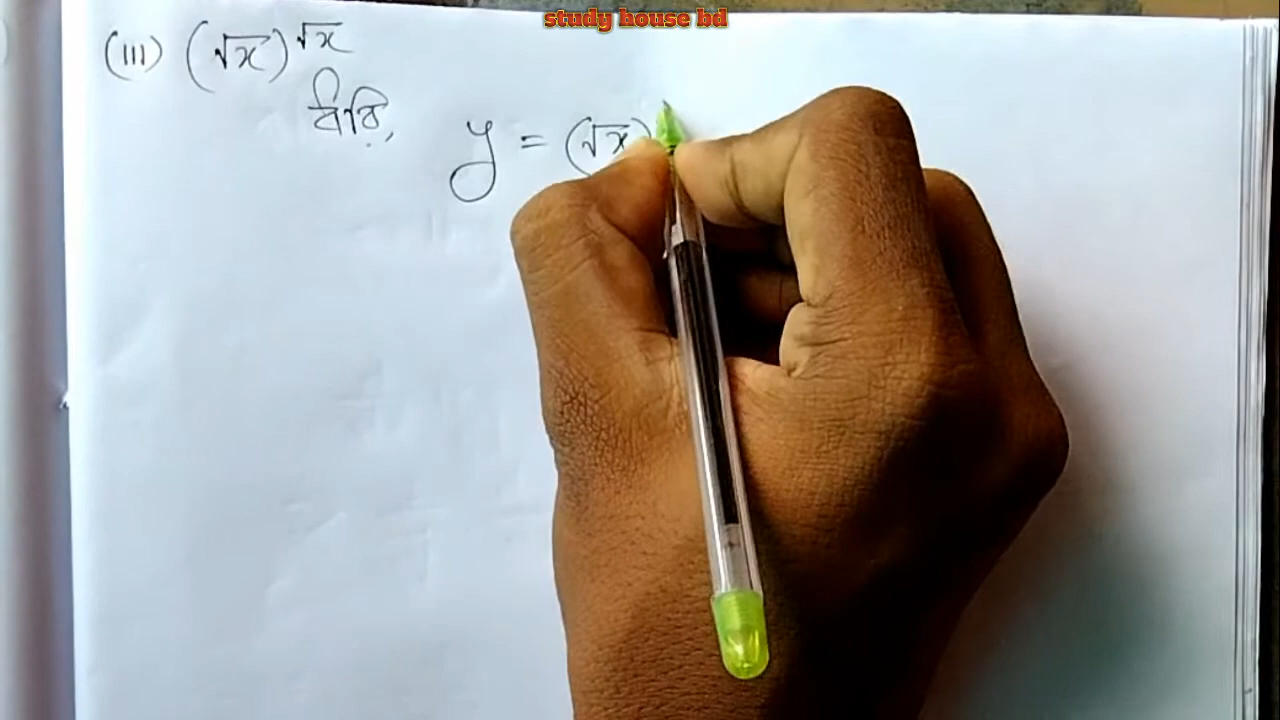 study house bd
(III) (√x)^√x
ধরি,
y = (√x)